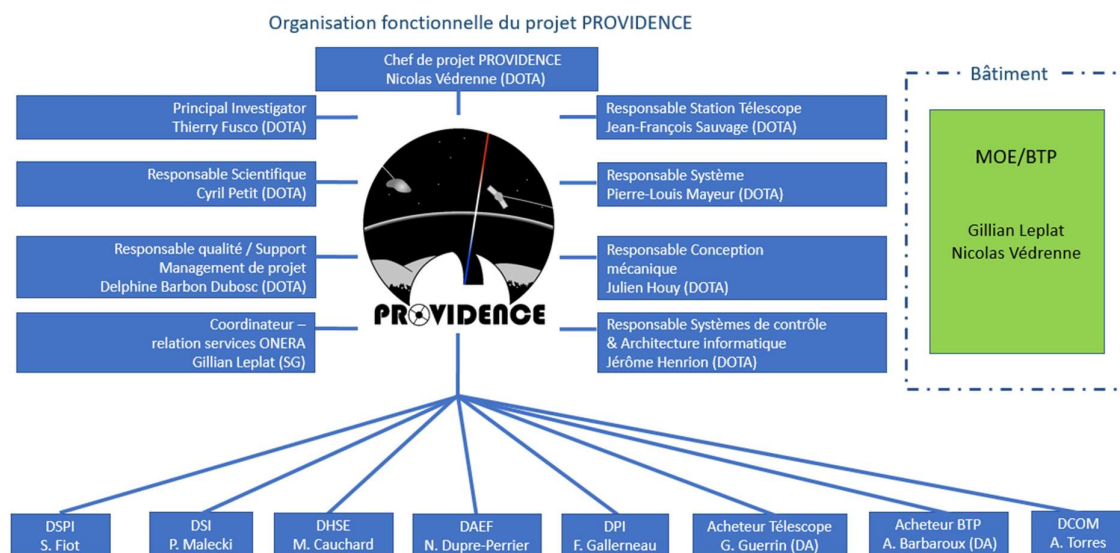 Organisation fonctionnelle du projet PROVIDENCE
Chef de projet PROVIDENCE
Nicolas Védrenne (DOTA)
Principal Investigator
Thierry Fusco (DOTA)
Responsable Scientifique
Cyril Petit (DOTA)
Responsable qualité / Support
Management de projet
Delphine Barbon Dubosc (DOTA)
Coordinateur –
relation services ONERA
Gillian Leplat (SG)
PROVIDENCE
Responsable Station Télescope
Jean-François Sauvage (DOTA)
Responsable Système
Pierre-Louis Mayeur (DOTA)
Responsable Conception
mécanique
Julien Houy (DOTA)
Responsable Systèmes de contrôle
& Architecture informatique
Jérôme Henrion (DOTA)
Bâtiment
MOE/BTP
Gillian Leplat
Nicolas Védrenne
DSPI
S. Fiot
DSI
P. Malecki
DHSE
M. Cauchard
DAEF
N. Dupre-Perrier
DPI
F. Gallerneau
Acheteur Télescope
G. Guerrin (DA)
Acheteur BTP
A. Barbaroux (DA)
DCOM
A. Torres